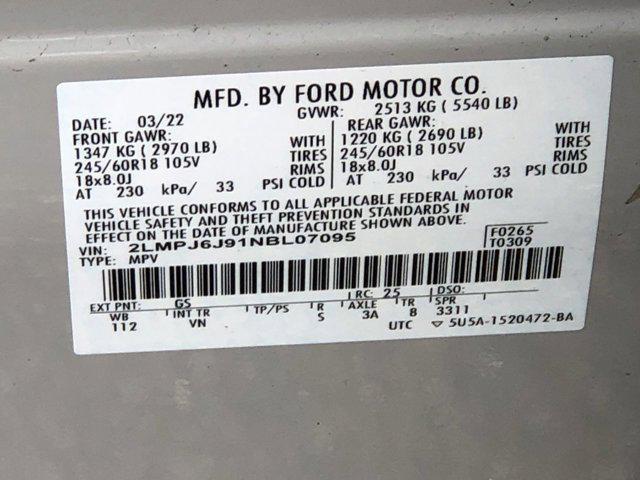 MFD. BY FORD MOTOR CO.
DATE: 03/22 GVWR: 2513 KG ( 5540 LB)
FRONT GAWR: REAR GAWR:
1347 KG ( 2970 LB) WITH 1220 KG ( 2690 LB) WITH
245/60R18 105V TIRES 245/60R18 105V TIRES
18x8.0J RIMS 18x8.0J RIMS
AT 230 kPa/ 33 PSI COLD AT 230 kPa/ 33 PSI COLD
THIS VEHICLE CONFORMS TO ALL APPLICABLE FEDERAL MOTOR
VEHICLE SAFETY AND THEFT PREVENTION STANDARDS IN
EFFECT ON THE DATE OF MANUFACTURE SHOWN ABOVE.
VIN: 2LMPJ6J91NBL07095 F0265
TYPE: MPV T0309
EXT PNT: GS RC: 25 DSO:
WB INT TR TP/PS R AXLE TR SPR
112 VN S 3A 8 3311
UTC ▽ 5U5A-1520472-BA